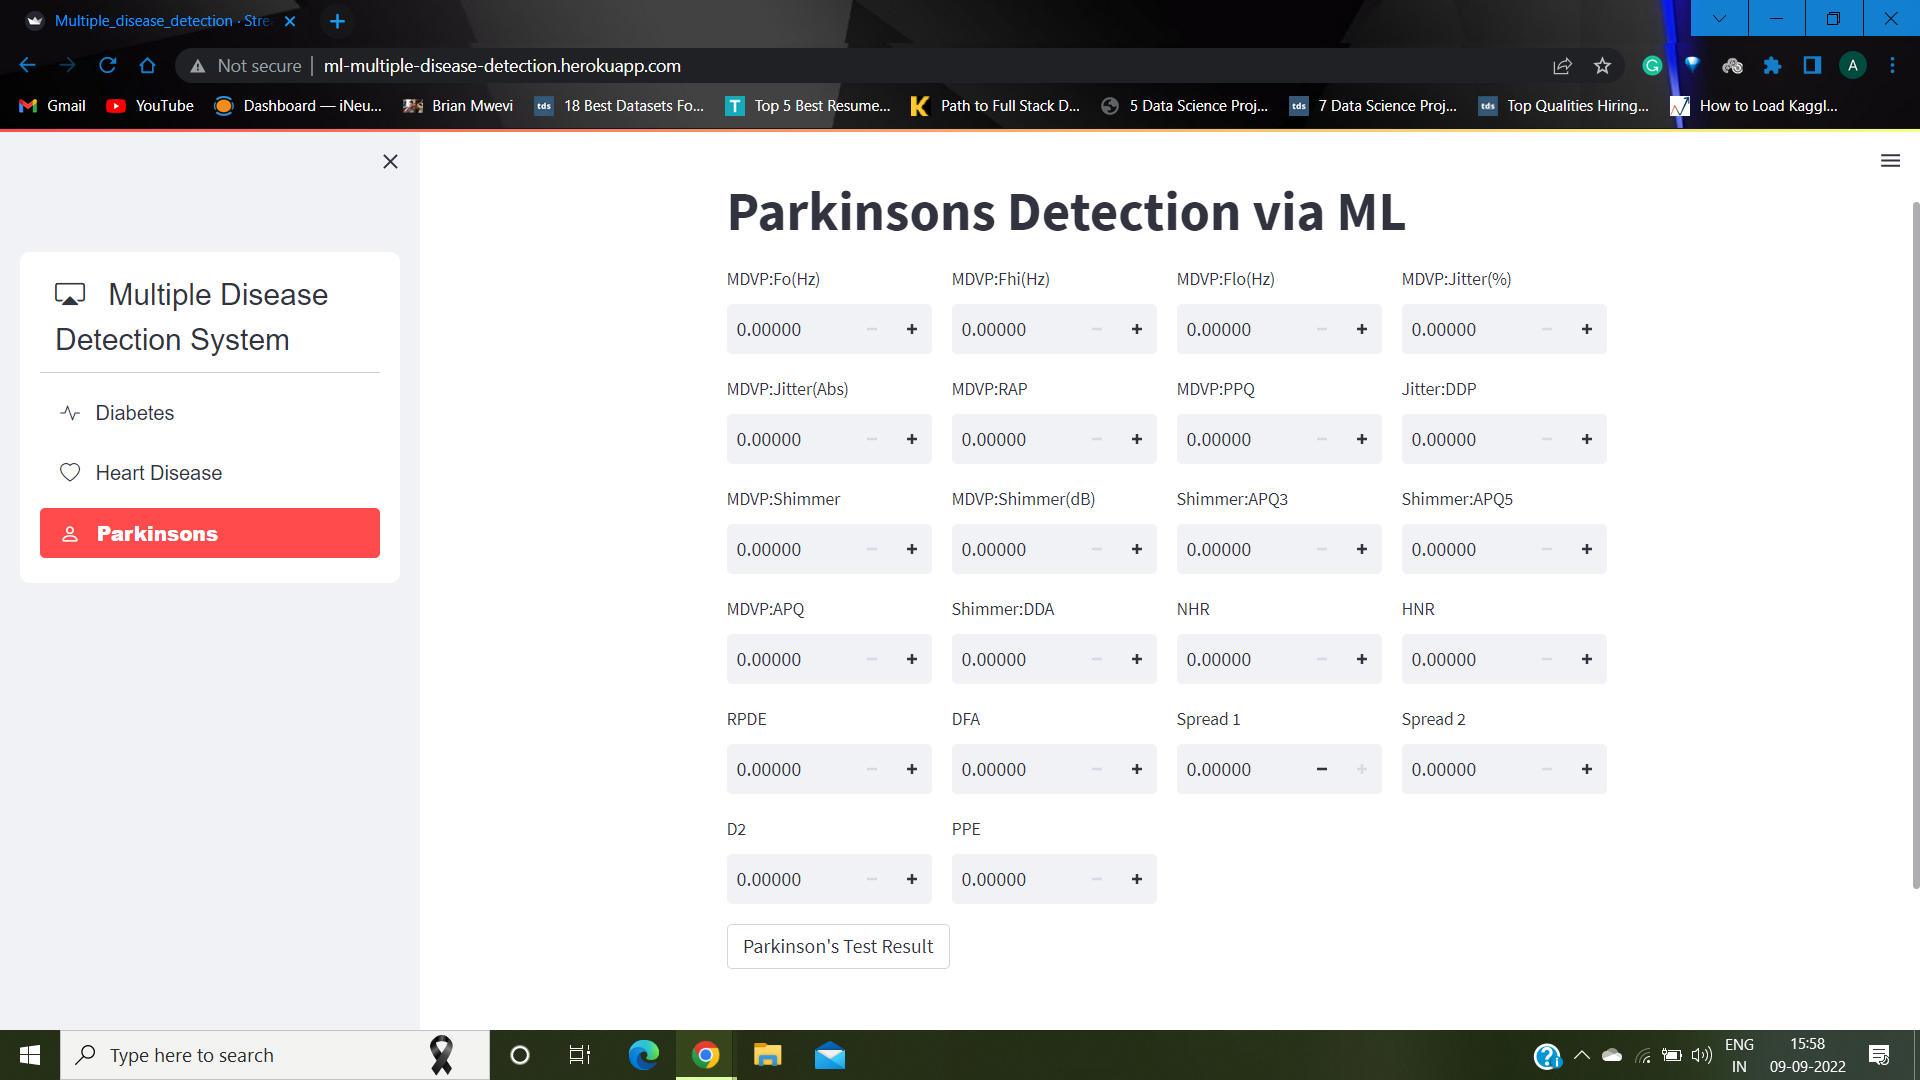 Multiple_disease_detection · Stre
Not secure
ml-multiple-disease-detection.herokuapp.com
A
Gmail
YouTube
Dashboard — iNeu...
Brian Mwevi
tds
18 Best Datasets Fo...
T
Top 5 Best Resume...
Path to Full Stack D...
5 Data Science Proj...
tds
7 Data Science Proj...
tds
Top Qualities Hiring...
How to Load Kaggl...
Multiple Disease
Detection System
Diabetes
Heart Disease
Parkinsons
Parkinsons Detection via ML
MDVP:Fo(Hz)
MDVP:Fhi(Hz)
MDVP:Flo(Hz)
MDVP:Jitter(%)
0.00000
0.00000
0.00000
0.00000
MDVP:Jitter(Abs)
MDVP:RAP
MDVP:PPQ
Jitter:DDP
0.00000
0.00000
0.00000
0.00000
MDVP:Shimmer
MDVP:Shimmer(dB)
Shimmer:APQ3
Shimmer:APQ5
0.00000
0.00000
0.00000
0.00000
MDVP:APQ
Shimmer:DDA
NHR
HNR
0.00000
0.00000
0.00000
0.00000
RPDE
DFA
Spread 1
Spread 2
0.00000
0.00000
0.00000
0.00000
D2
PPE
0.00000
0.00000
Parkinson's Test Result
Type here to search
ENG
IN
15:58
09-09-2022